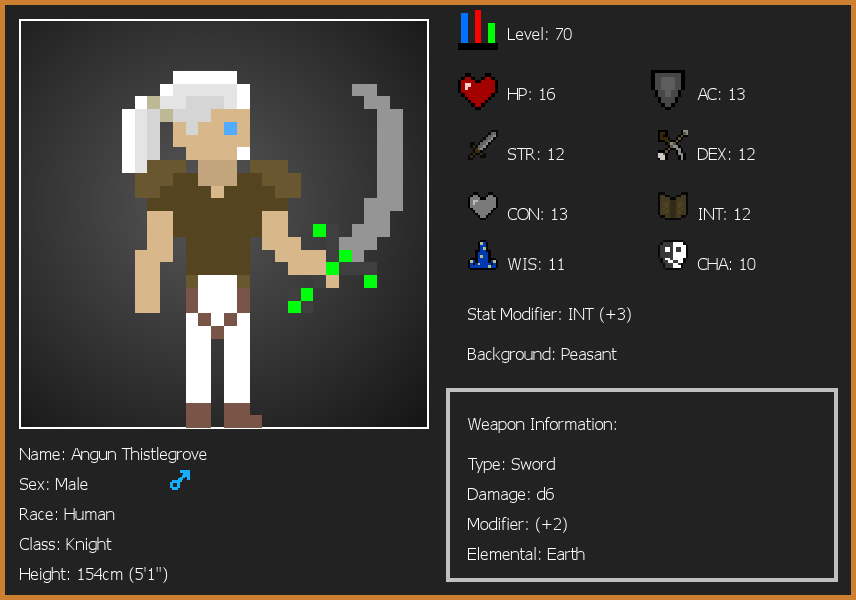 Level: 70
HP: 16
AC: 13
STR: 12
DEX: 12
CON: 13
INT: 12
WIS: 11
CHA: 10
Stat Modifier: INT (+3)
Background: Peasant
Weapon Information:
Type: Sword
Damage: d6
Modifier: (+2)
Elemental: Earth
Name: Angun Thistlegrove
Sex: Male
Race: Human
Class: Knight
Height: 154cm (5'1")